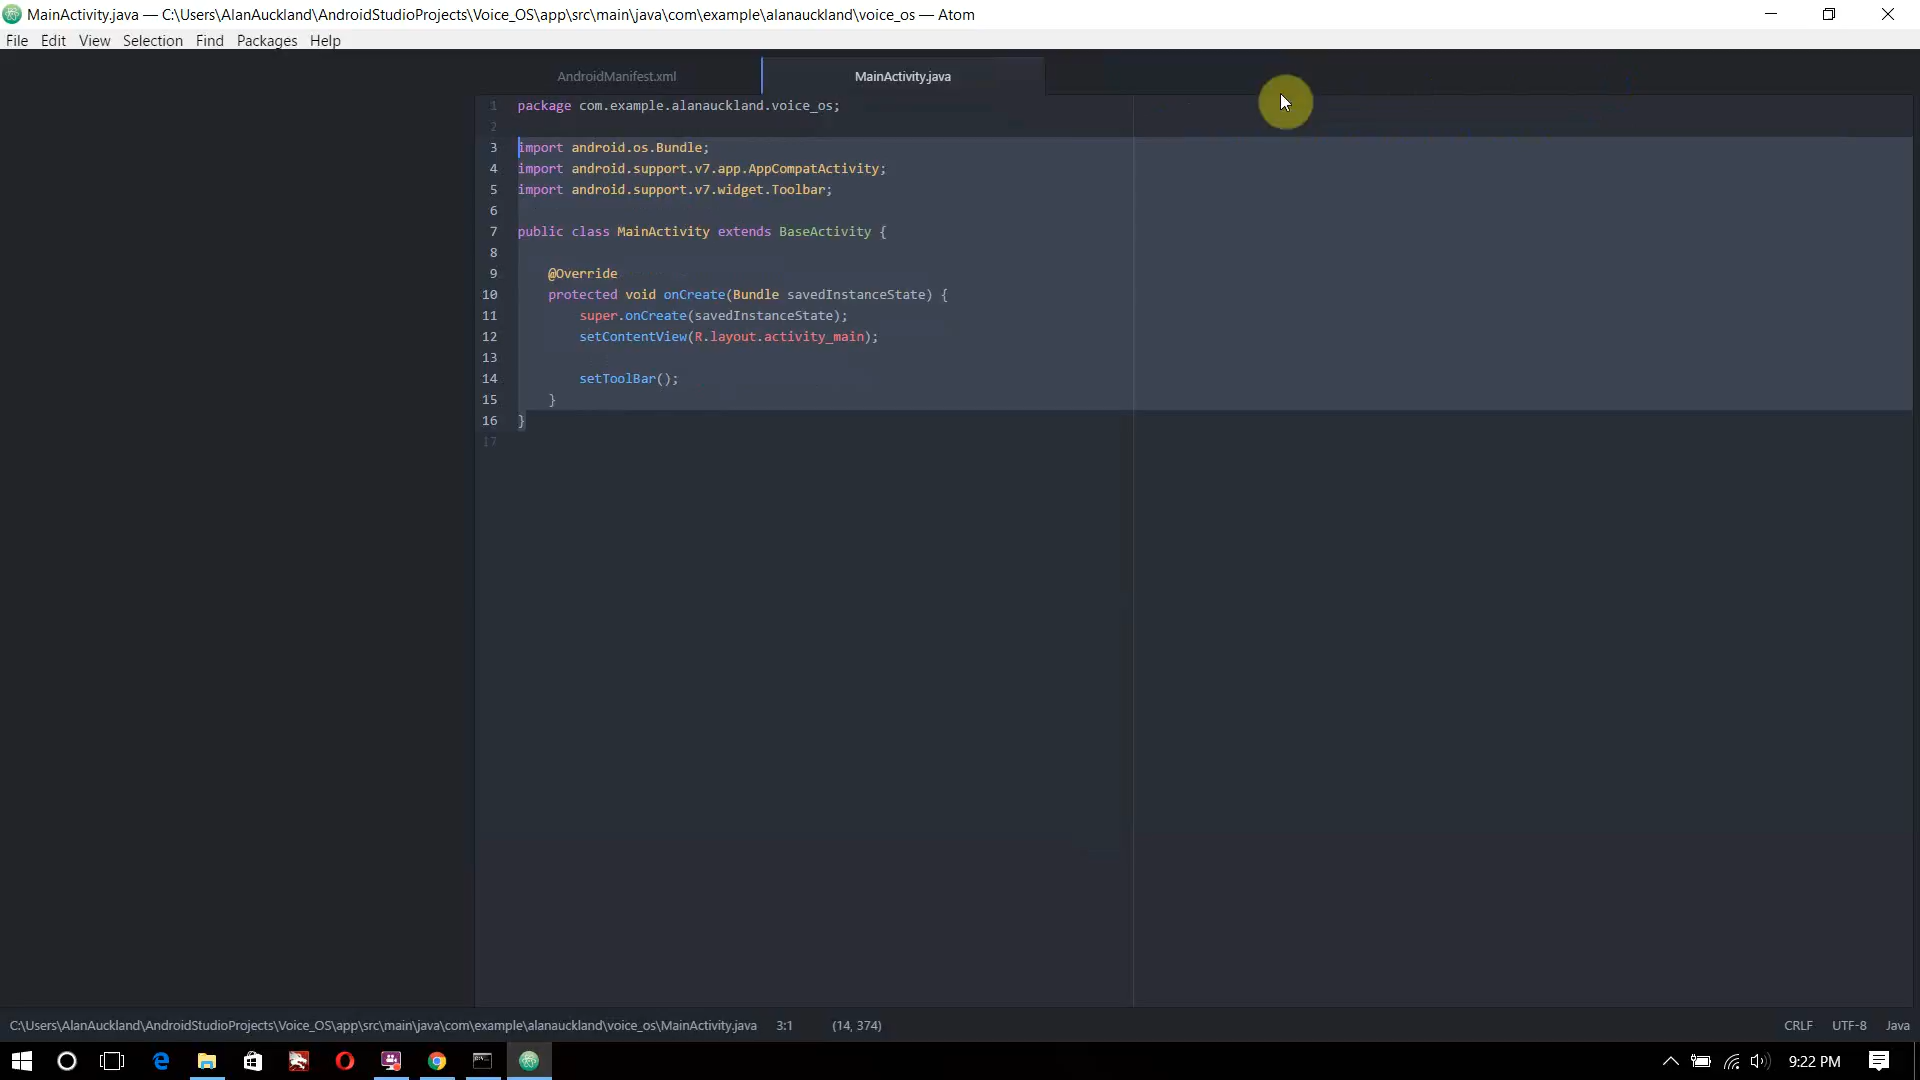 MainActivity.java — C:\Users\AlanAuckland\AndroidStudioProjects\Voice_OS\app\src\main\java\com\example\alanauckland\voice_os — Atom
File Edit View Selection Find Packages Help
AndroidManifest.xml MainActivity.java
1 package com.example.alanauckland.voice_os;
2
3 import android.os.Bundle;
4 import android.support.v7.app.AppCompatActivity;
5 import android.support.v7.widget.Toolbar;
6
7 public class MainActivity extends BaseActivity {
8
9 @Override
10 protected void onCreate(Bundle savedInstanceState) {
11 super.onCreate(savedInstanceState);
12 setContentView(R.layout.activity_main);
13
14 setToolBar();
15 }
16 }
17
C:\Users\AlanAuckland\AndroidStudioProjects\Voice_OS\app\src\main\java\com\example\alanauckland\voice_os\MainActivity.java 3:1 (14, 374) CRLF UTF-8 Java
9:22 PM